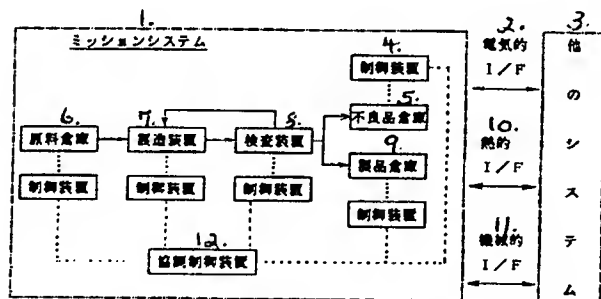 1.
ミッションシステム
4.
制御装置
5.
不良品倉庫
6.
原料倉庫
7.
製造装置
8.
検査装置
9.
製品倉庫
制御装置
制御装置
制御装置
制御装置
12.
協調制御装置
2.
電気的
I/F
10.
熱的
I/F
11.
機械的
I/F
3.
他のシステム